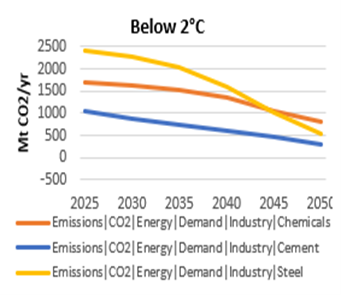 Below 2°C
Mt CO2/yr
2500
2000
1500
1000
500
0
-500
2025 2030 2035 2040 2045 2050
Emissions|CO2|Energy|Demand|Industry|Chemicals
Emissions|CO2|Energy|Demand|Industry|Cement
Emissions|CO2|Energy|Demand|Industry|Steel